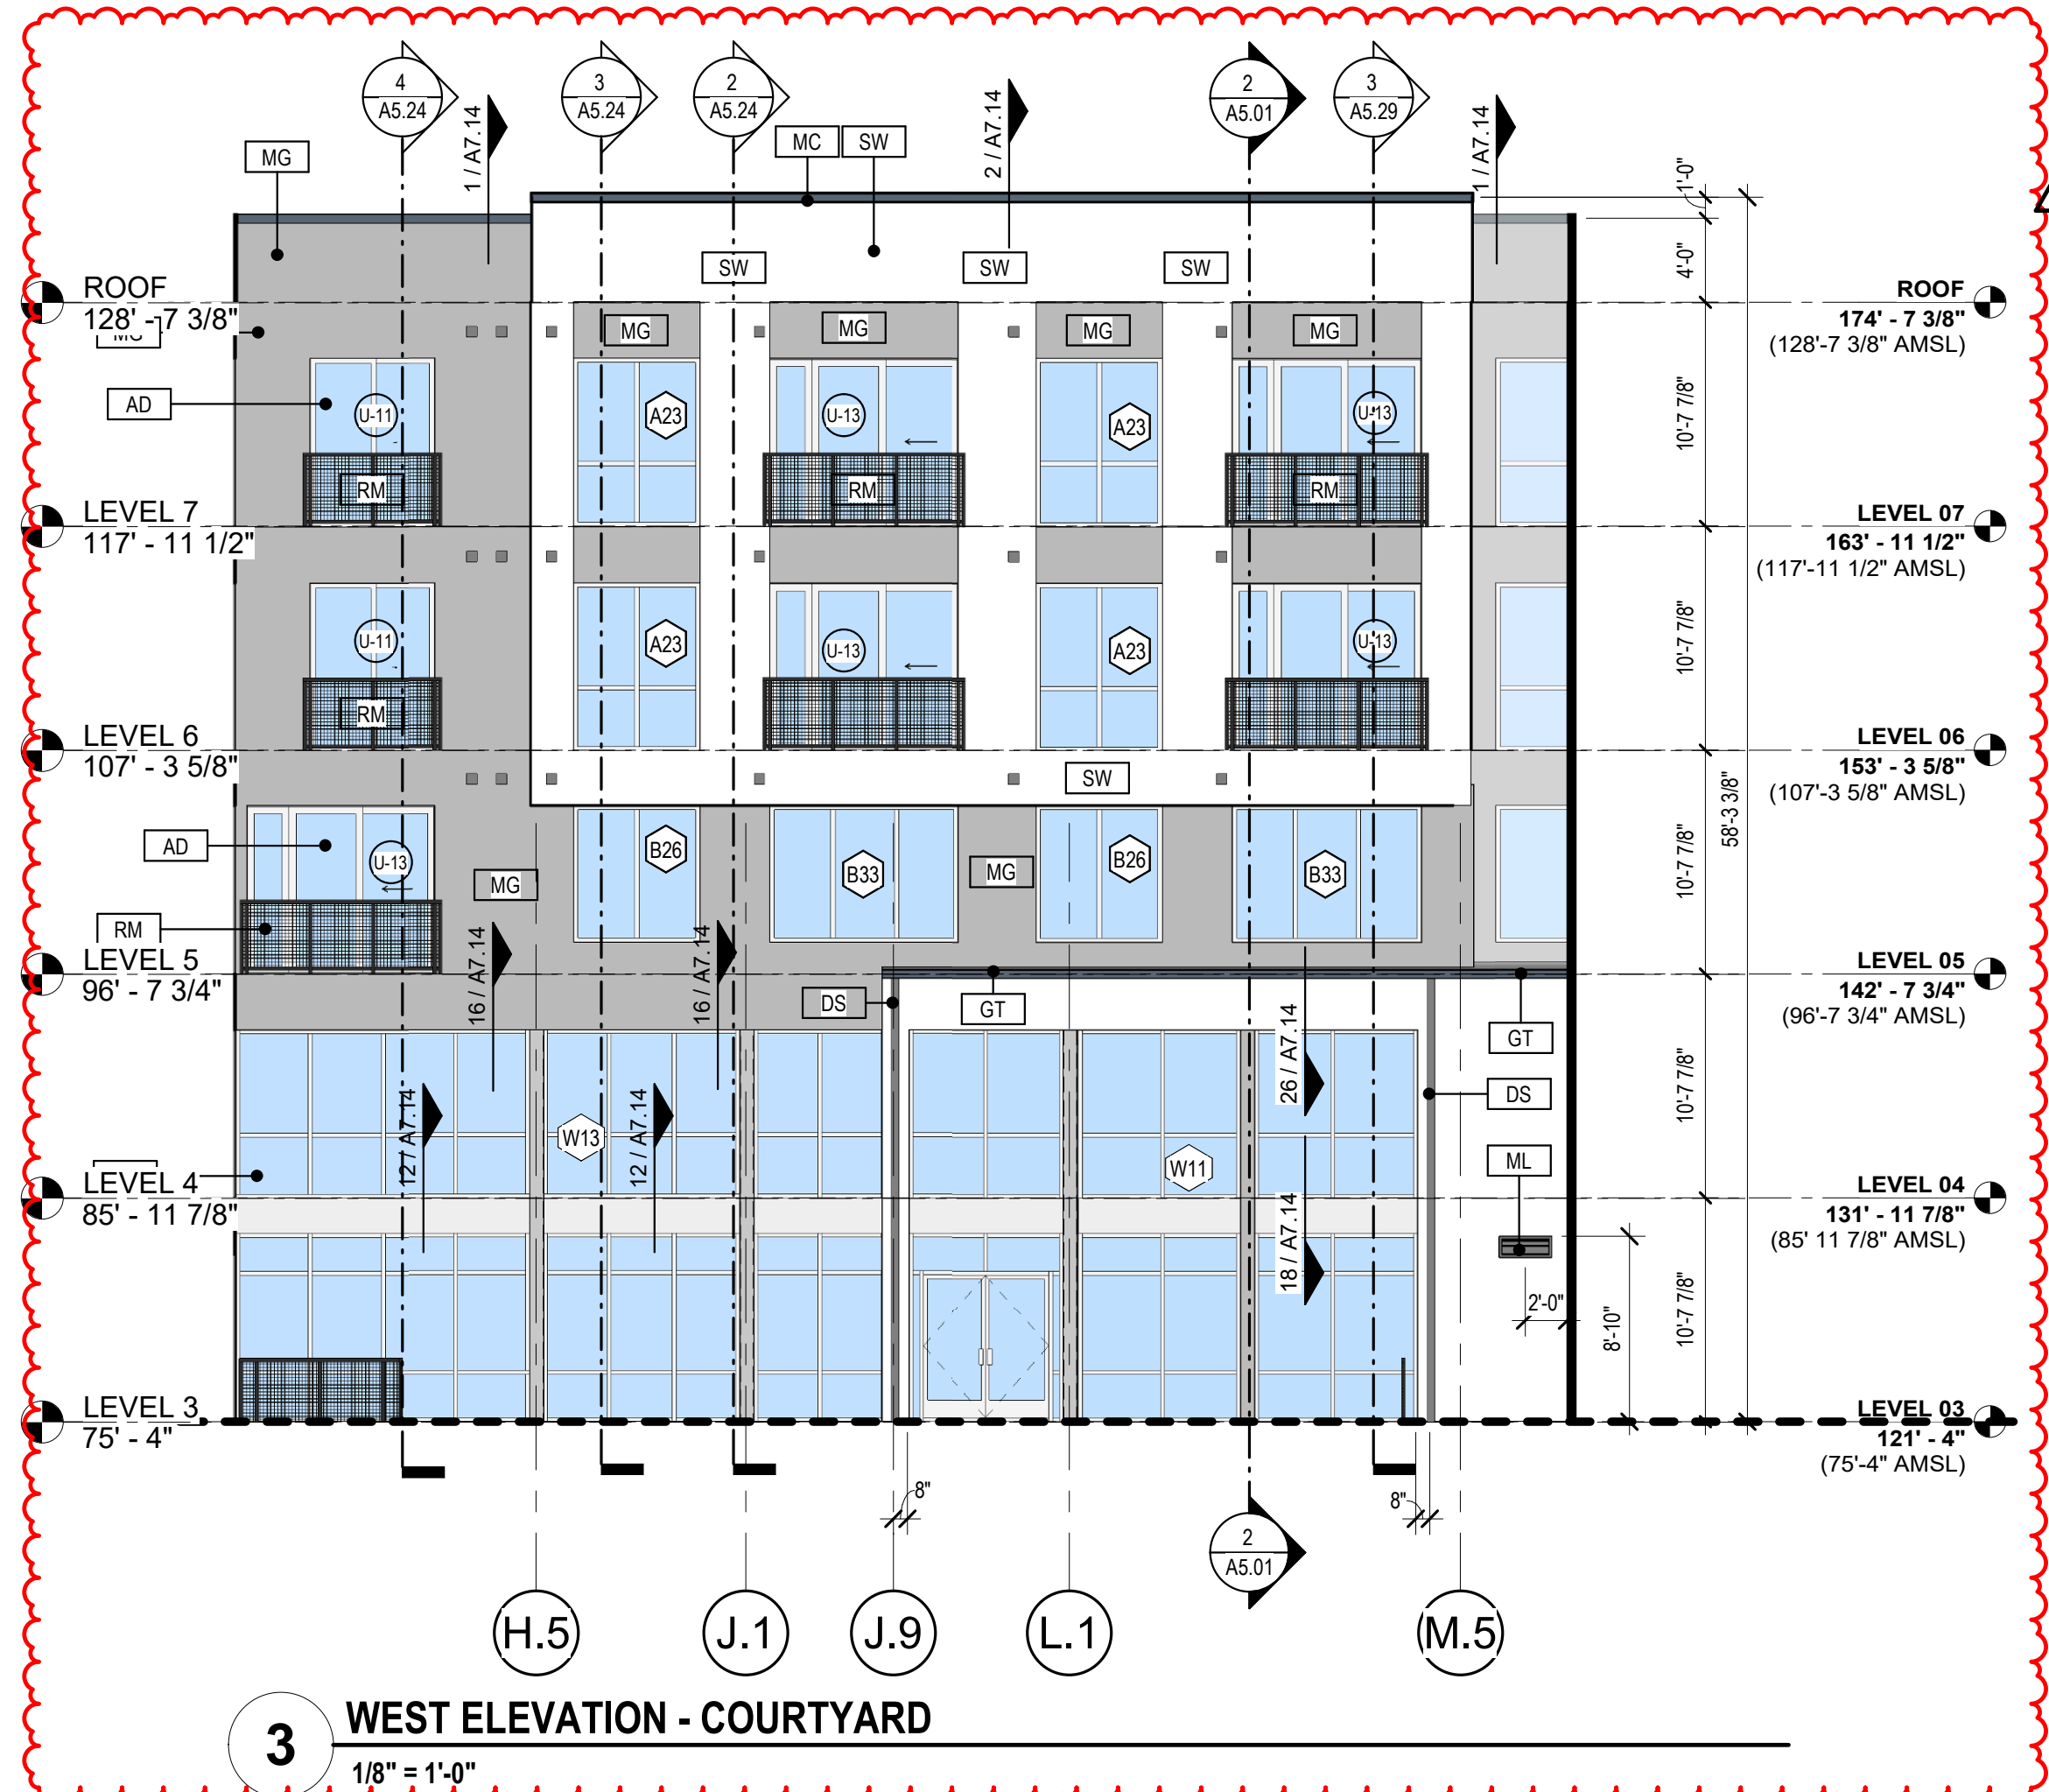 4
A5.24
3
A5.24
2
A5.24
2
A5.01
3
A5.29
1 / A7.14
2 / A7.14
1 / A7.14
MG
MC
SW
1'-0"
4'-0"
SW
SW
SW
ROOF
128' - 7 3/8"
ROOF
174' - 7 3/8"
(128'-7 3/8" AMSL)
MG
MG
MG
MG
AD
U-11
A23
U-13
A23
U-13
10'-7 7/8"
RM
RM
RM
LEVEL 7
117' - 11 1/2"
LEVEL 07
163' - 11 1/2"
(117'-11 1/2" AMSL)
U-11
A23
U-13
A23
U-13
10'-7 7/8"
RM
LEVEL 6
107' - 3 5/8"
LEVEL 06
153' - 3 5/8"
(107'-3 5/8" AMSL)
SW
58'-3 3/8"
AD
U-13
B26
B33
B26
B33
10'-7 7/8"
MG
MG
RM
LEVEL 5
96' - 7 3/4"
LEVEL 05
142' - 7 3/4"
(96'-7 3/4" AMSL)
16 / A7.14
16 / A7.14
DS
GT
GT
26 / A7.14
DS
10'-7 7/8"
12 / A7.14
W13
12 / A7.14
W11
ML
LEVEL 4
85' - 11 7/8"
LEVEL 04
131' - 11 7/8"
(85' 11 7/8" AMSL)
18 / A7.14
2'-0"
8'-10"
10'-7 7/8"
LEVEL 3
75' - 4"
LEVEL 03
121' - 4"
(75'-4" AMSL)
8"
8"
2
A5.01
H.5
J.1
J.9
L.1
M.5
3
WEST ELEVATION - COURTYARD
1/8" = 1'-0"